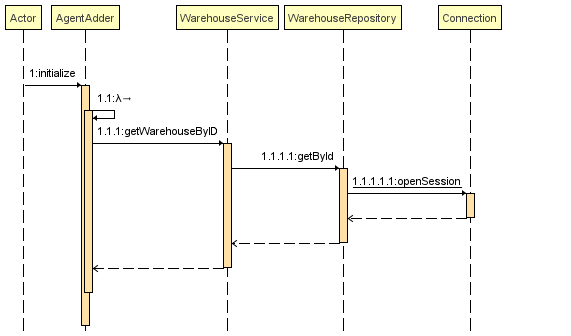 Actor
AgentAdder
WarehouseService
WarehouseRepository
Connection
1:initialize
1.1:λ→
1.1.1:getWarehouseByID
1.1.1.1:getById
1.1.1.1.1:openSession